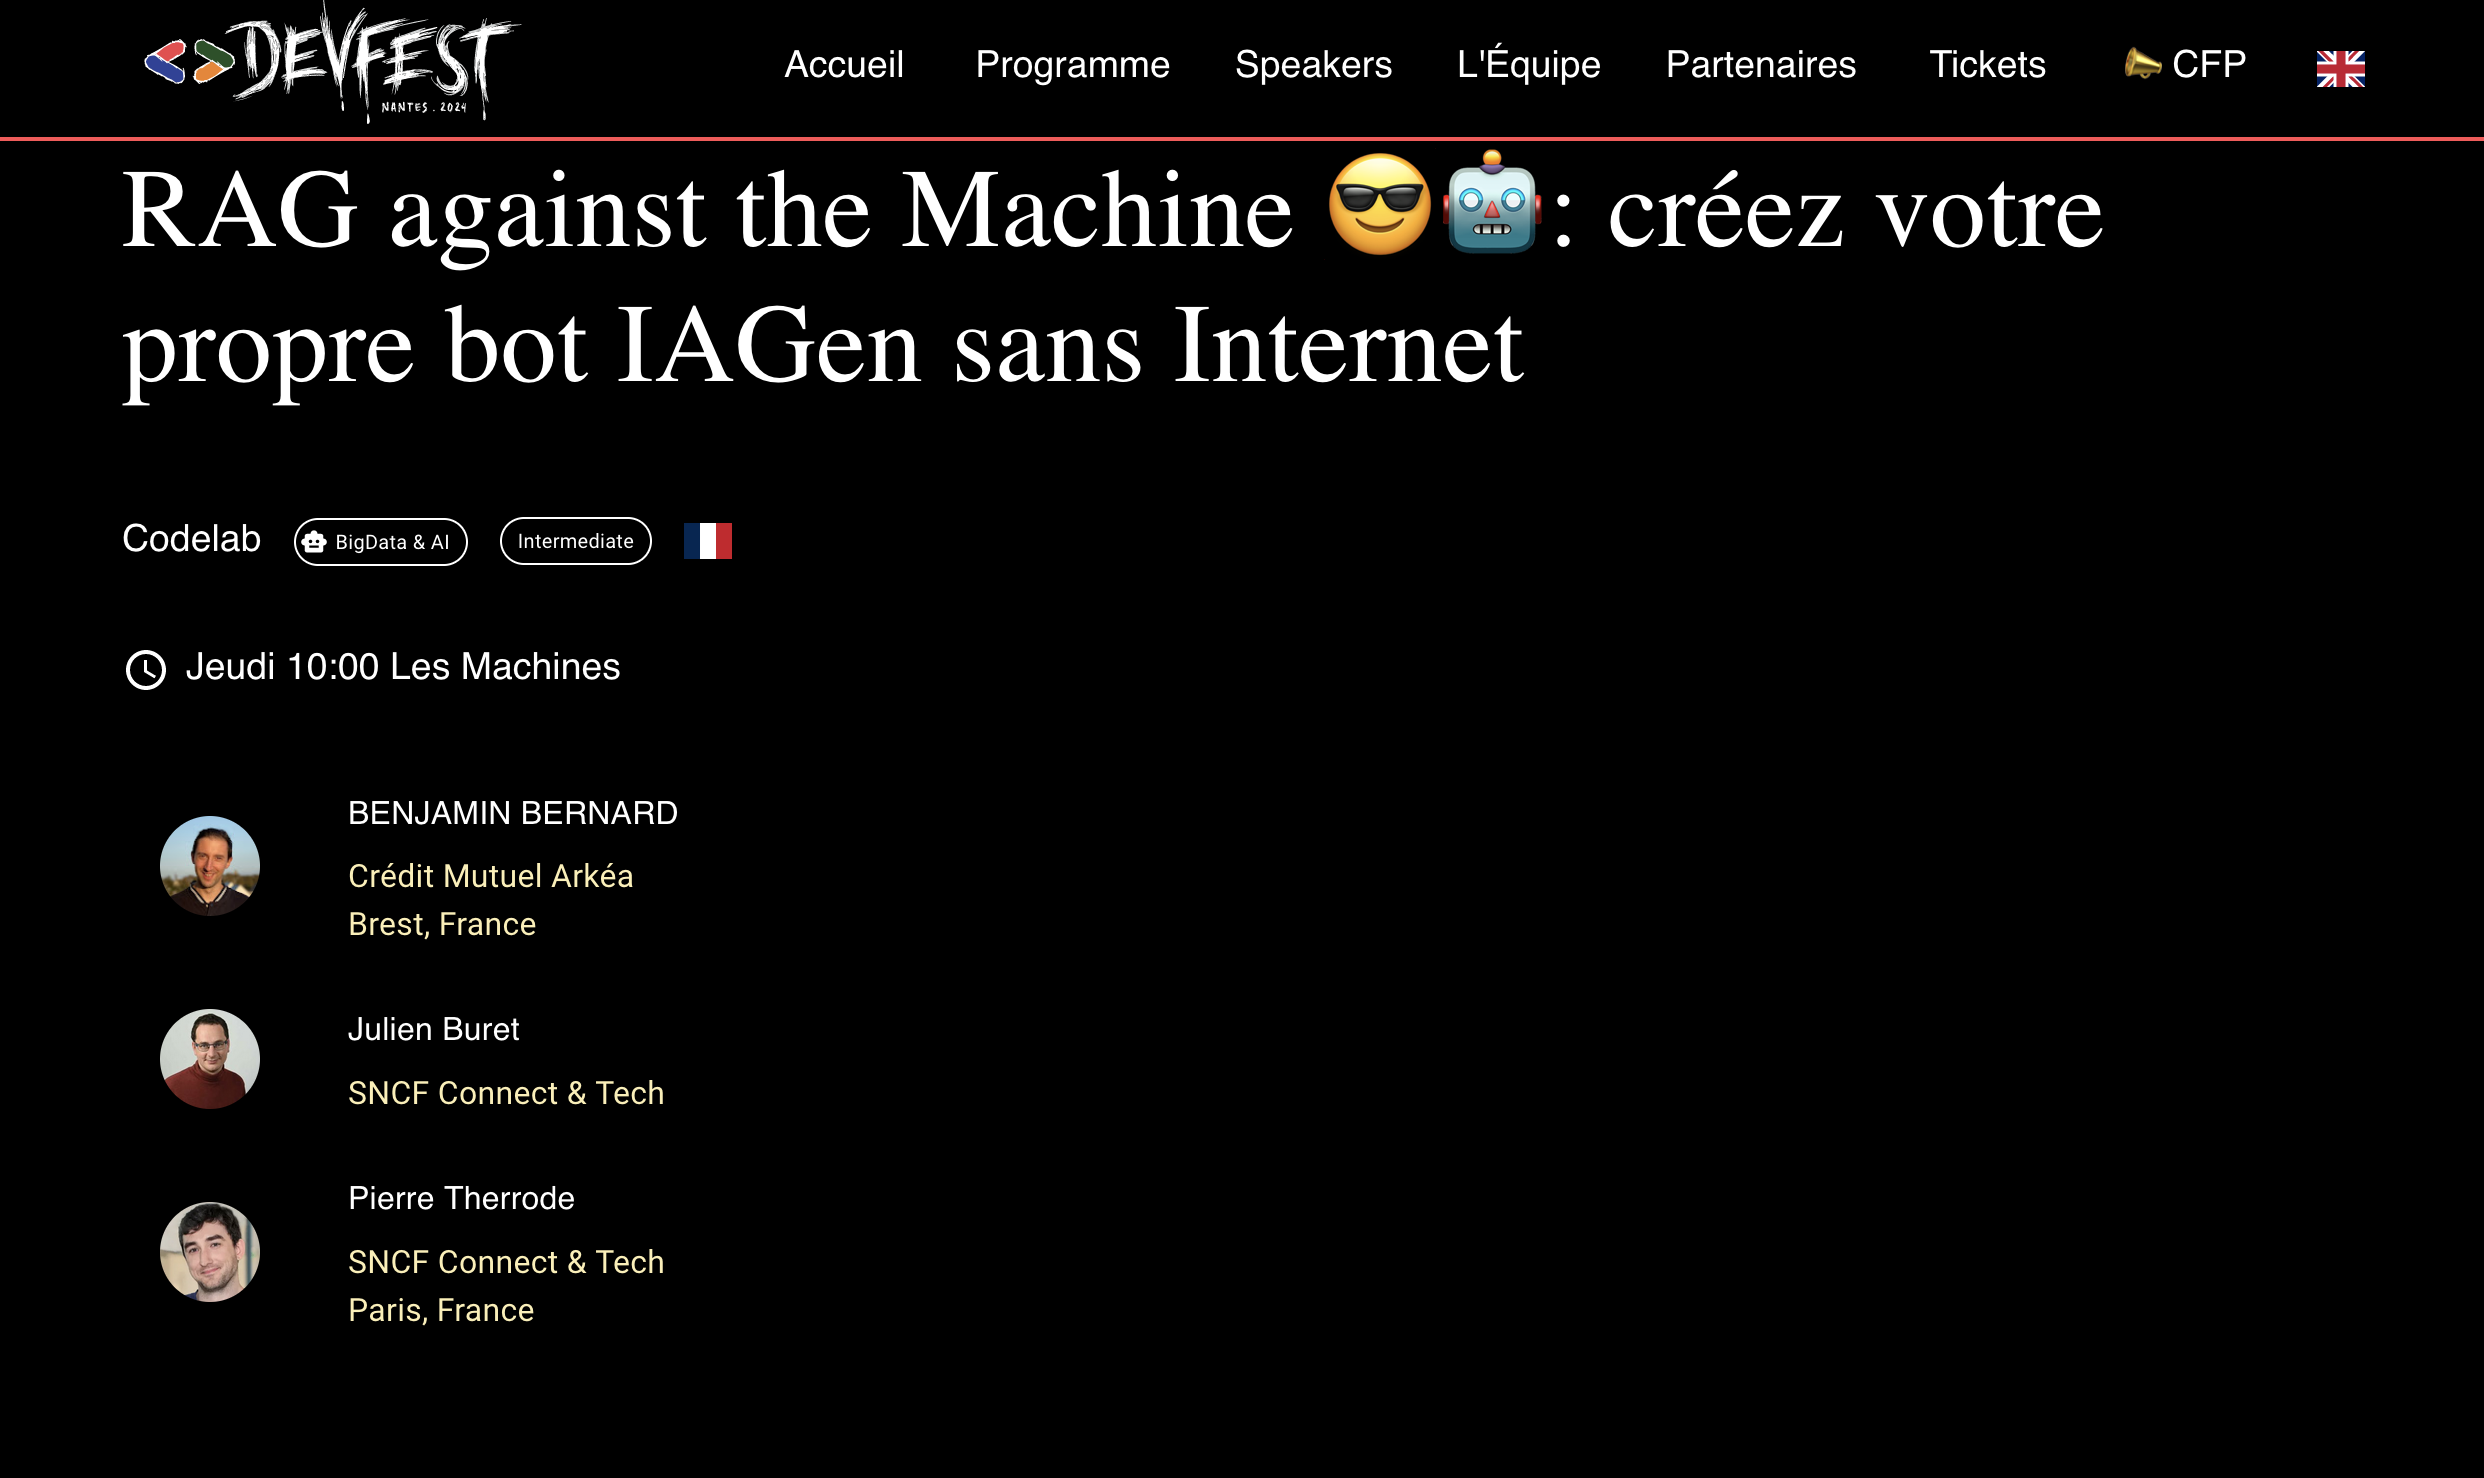 DEVFEST
NANTES . 2024
Accueil Programme Speakers L'Équipe Partenaires Tickets CFP
RAG against the Machine 😎🤖: créez votre
propre bot IAGen sans Internet
Codelab BigData & AI Intermediate
Jeudi 10:00 Les Machines
BENJAMIN BERNARD
Crédit Mutuel Arkéa
Brest, France
Julien Buret
SNCF Connect & Tech
Pierre Therrode
SNCF Connect & Tech
Paris, France